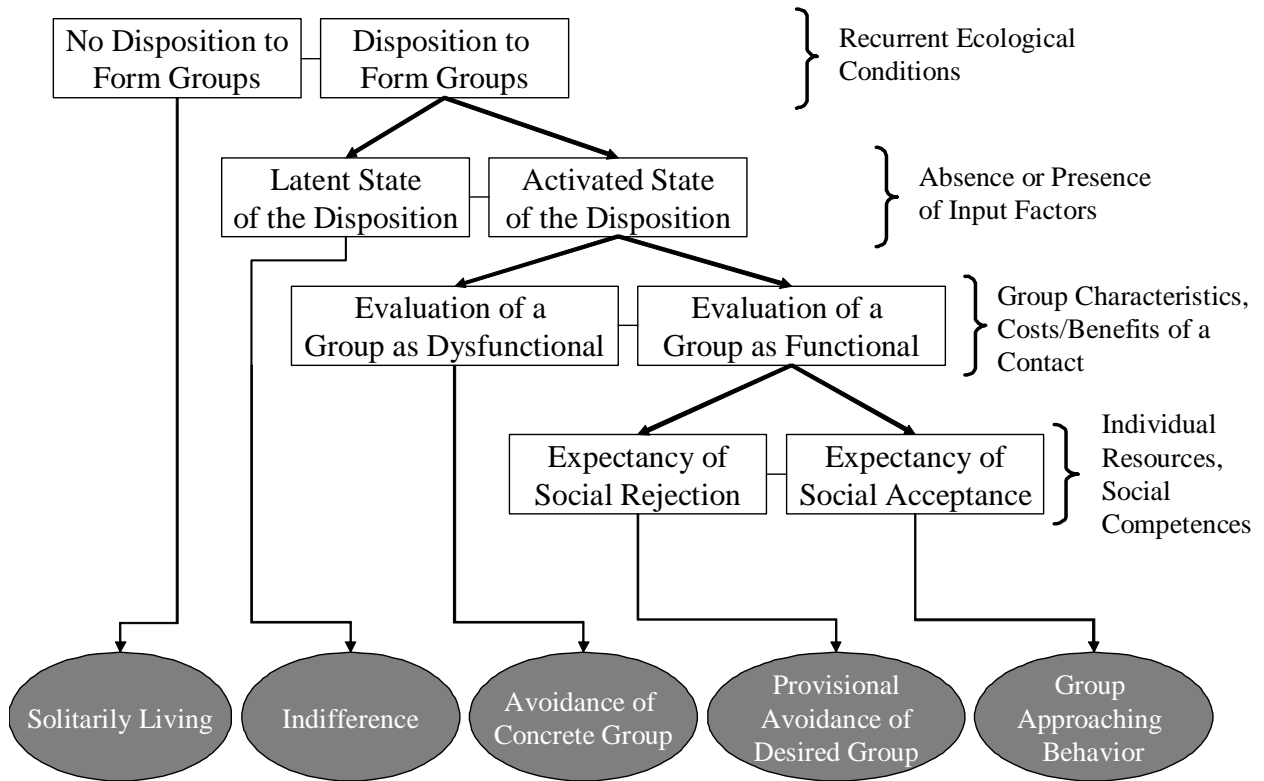 No Disposition to
Form Groups
Disposition to
Form Groups
Recurrent Ecological
Conditions
Latent State
of the Disposition
Activated State
of the Disposition
Absence or Presence
of Input Factors
Evaluation of a
Group as Dysfunctional
Evaluation of a
Group as Functional
Group Characteristics,
Costs/Benefits of a
Contact
Expectancy of
Social Rejection
Expectancy of
Social Acceptance
Individual
Resources,
Social
Competences
Solitarily Living
Indifference
Avoidance of
Concrete Group
Provisional
Avoidance of
Desired Group
Group
Approaching
Behavior